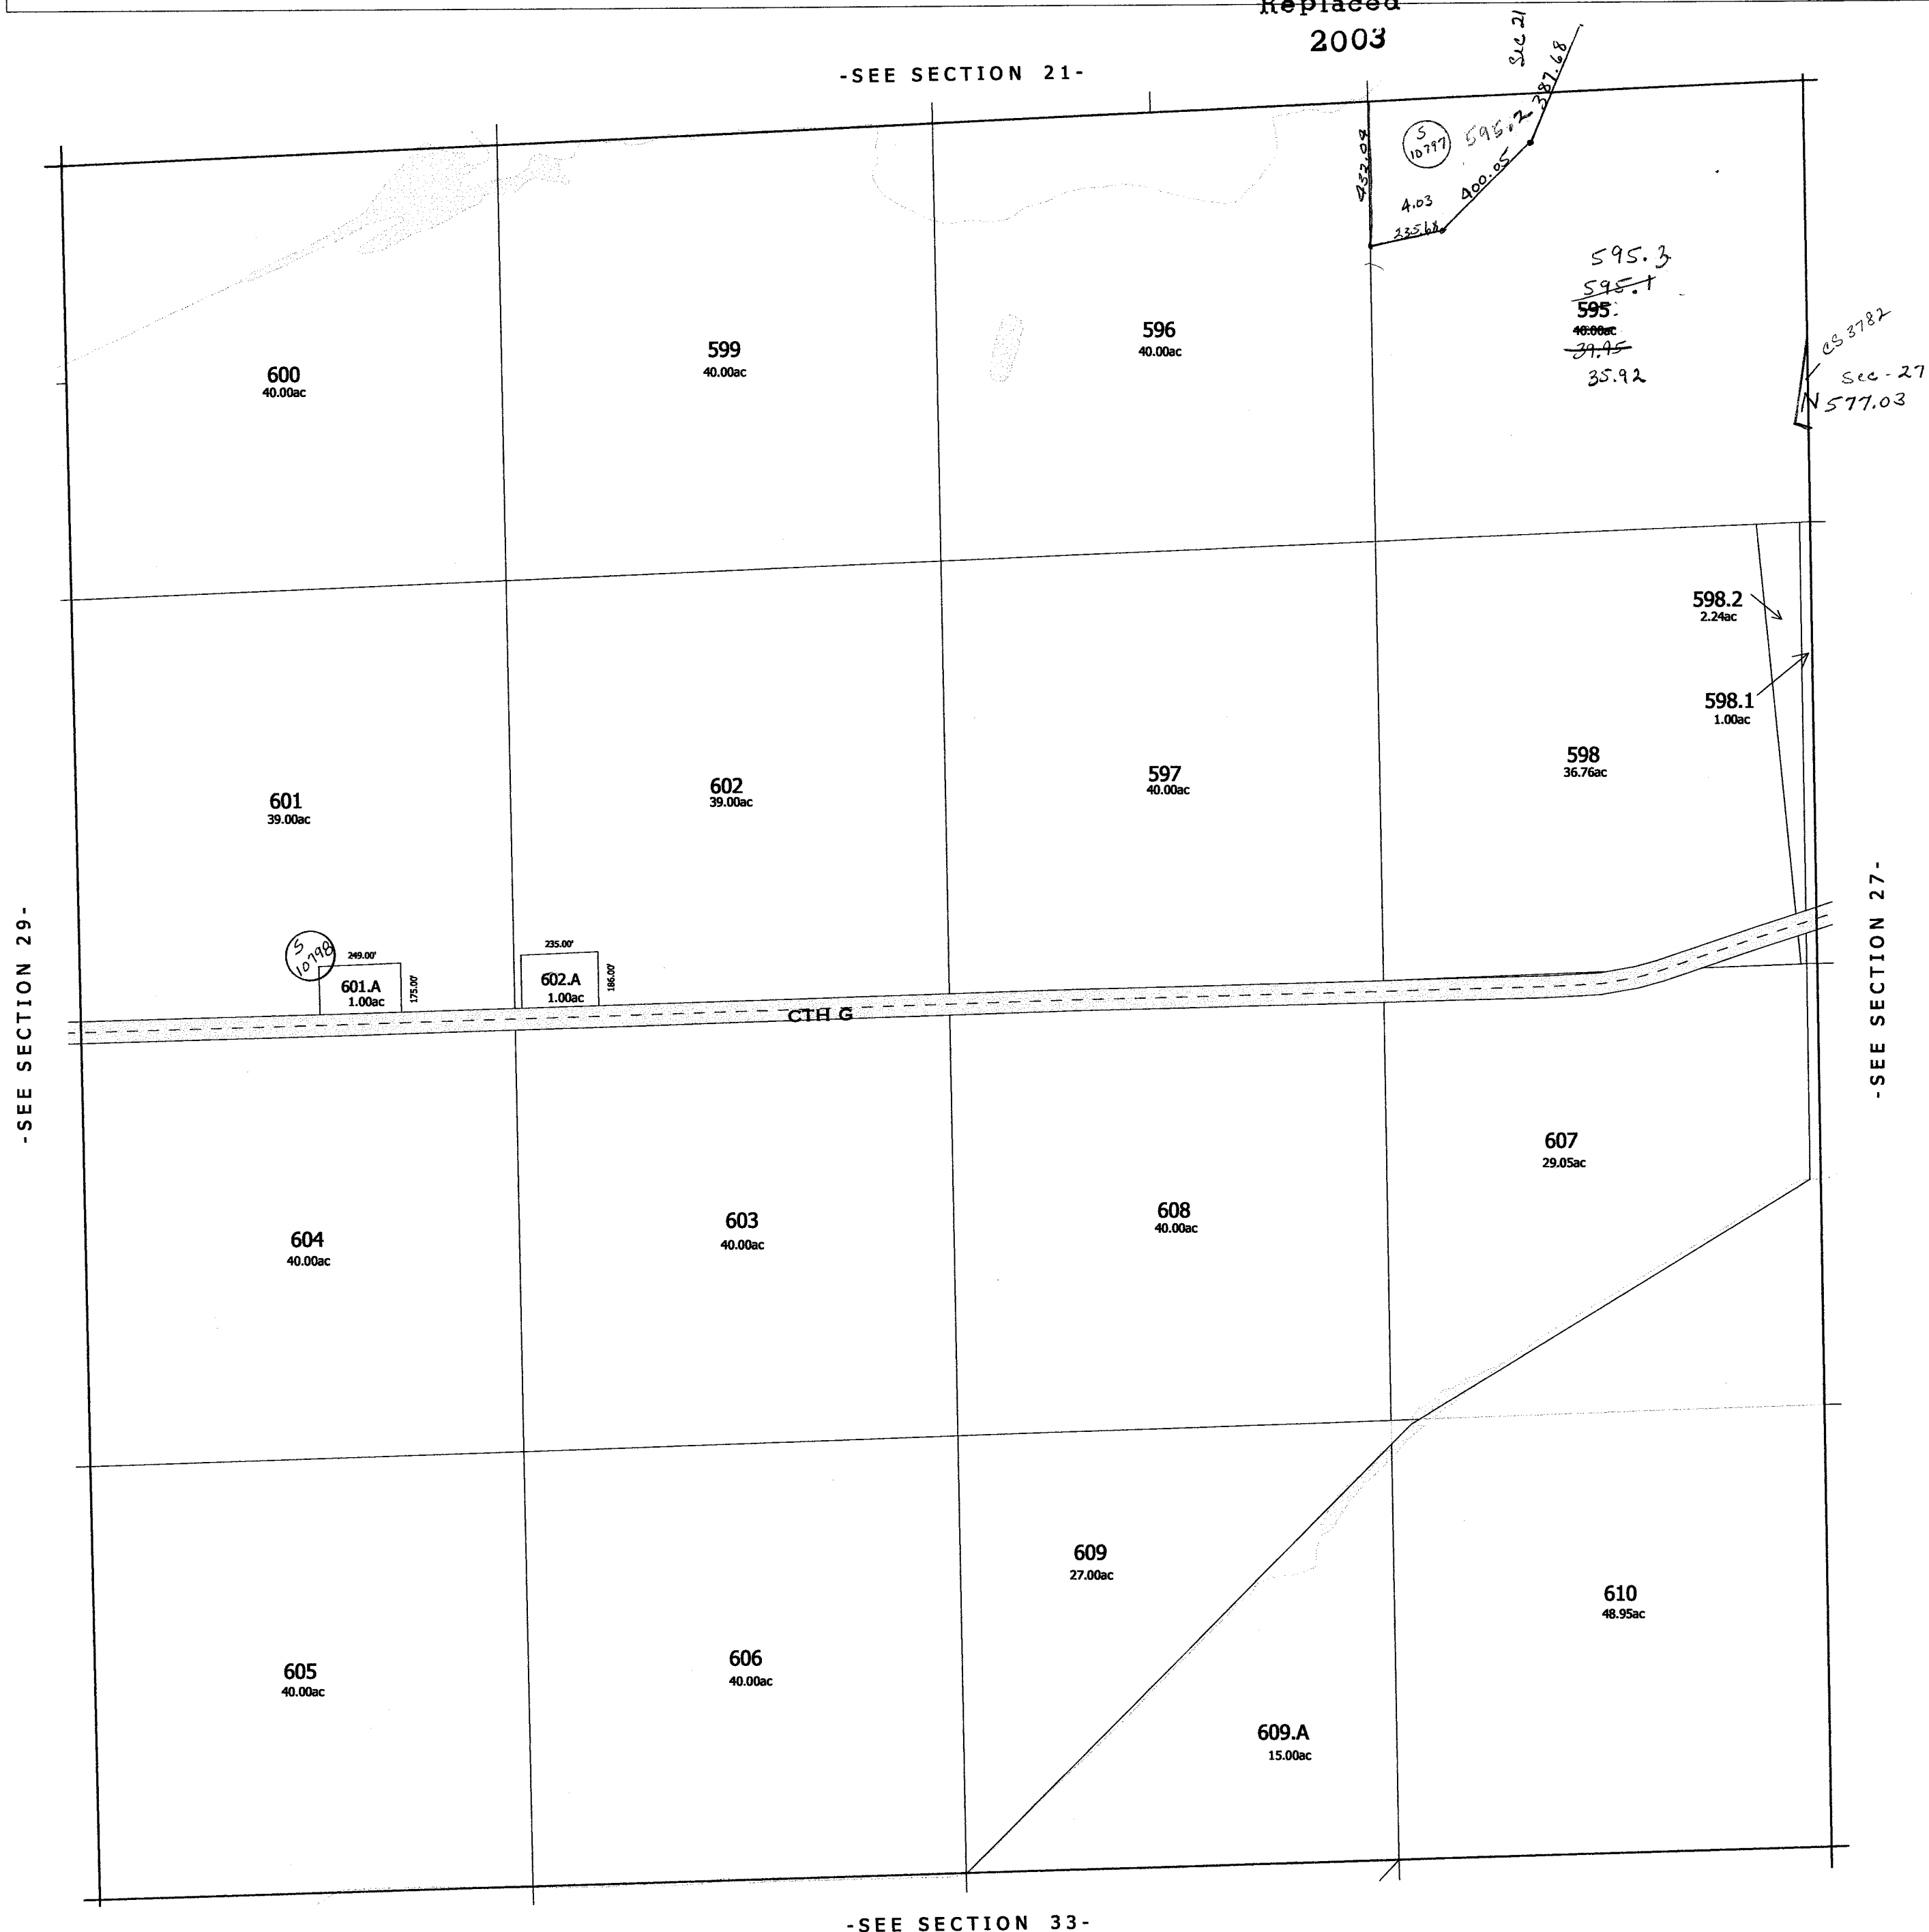 Replaced
2003
-SEE SECTION 21-
Sec 21
387.68
S
10797
595.2
433.09
400.05
4.03
235.68
595.3
595.1
595
40.00ac
39.95
35.92
CS 3782
Sec - 27
N 577.03
600
40.00ac
599
40.00ac
596
40.00ac
598.2
2.24ac
598.1
1.00ac
601
39.00ac
602
39.00ac
597
40.00ac
598
36.76ac
-SEE SECTION 29-
-SEE SECTION 27-
S
10798
249.00'
175.00'
601.A
1.00ac
235.00'
186.00'
602.A
1.00ac
CTH G
604
40.00ac
603
40.00ac
608
40.00ac
607
29.05ac
605
40.00ac
606
40.00ac
609
27.00ac
609.A
15.00ac
610
48.95ac
-SEE SECTION 33-